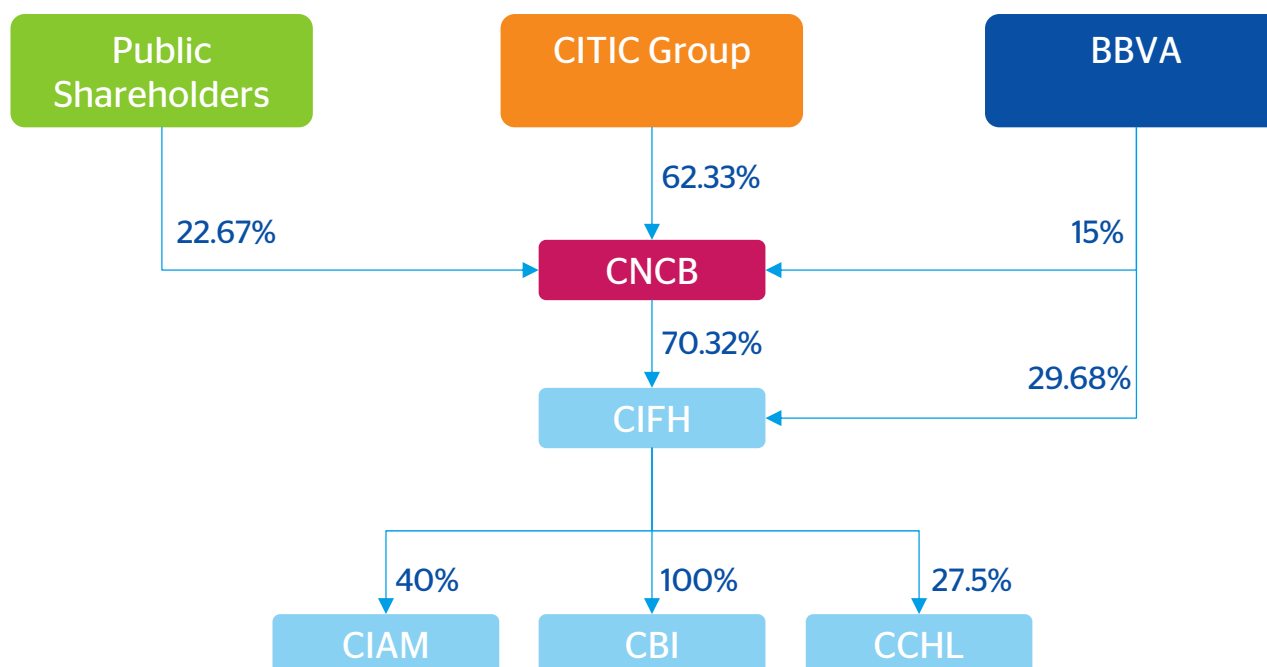 Public
Shareholders
CITIC Group
BBVA
62.33%
22.67%
15%
CNCB
70.32%
29.68%
CIFH
40%
100%
27.5%
CIAM
CBI
CCHL